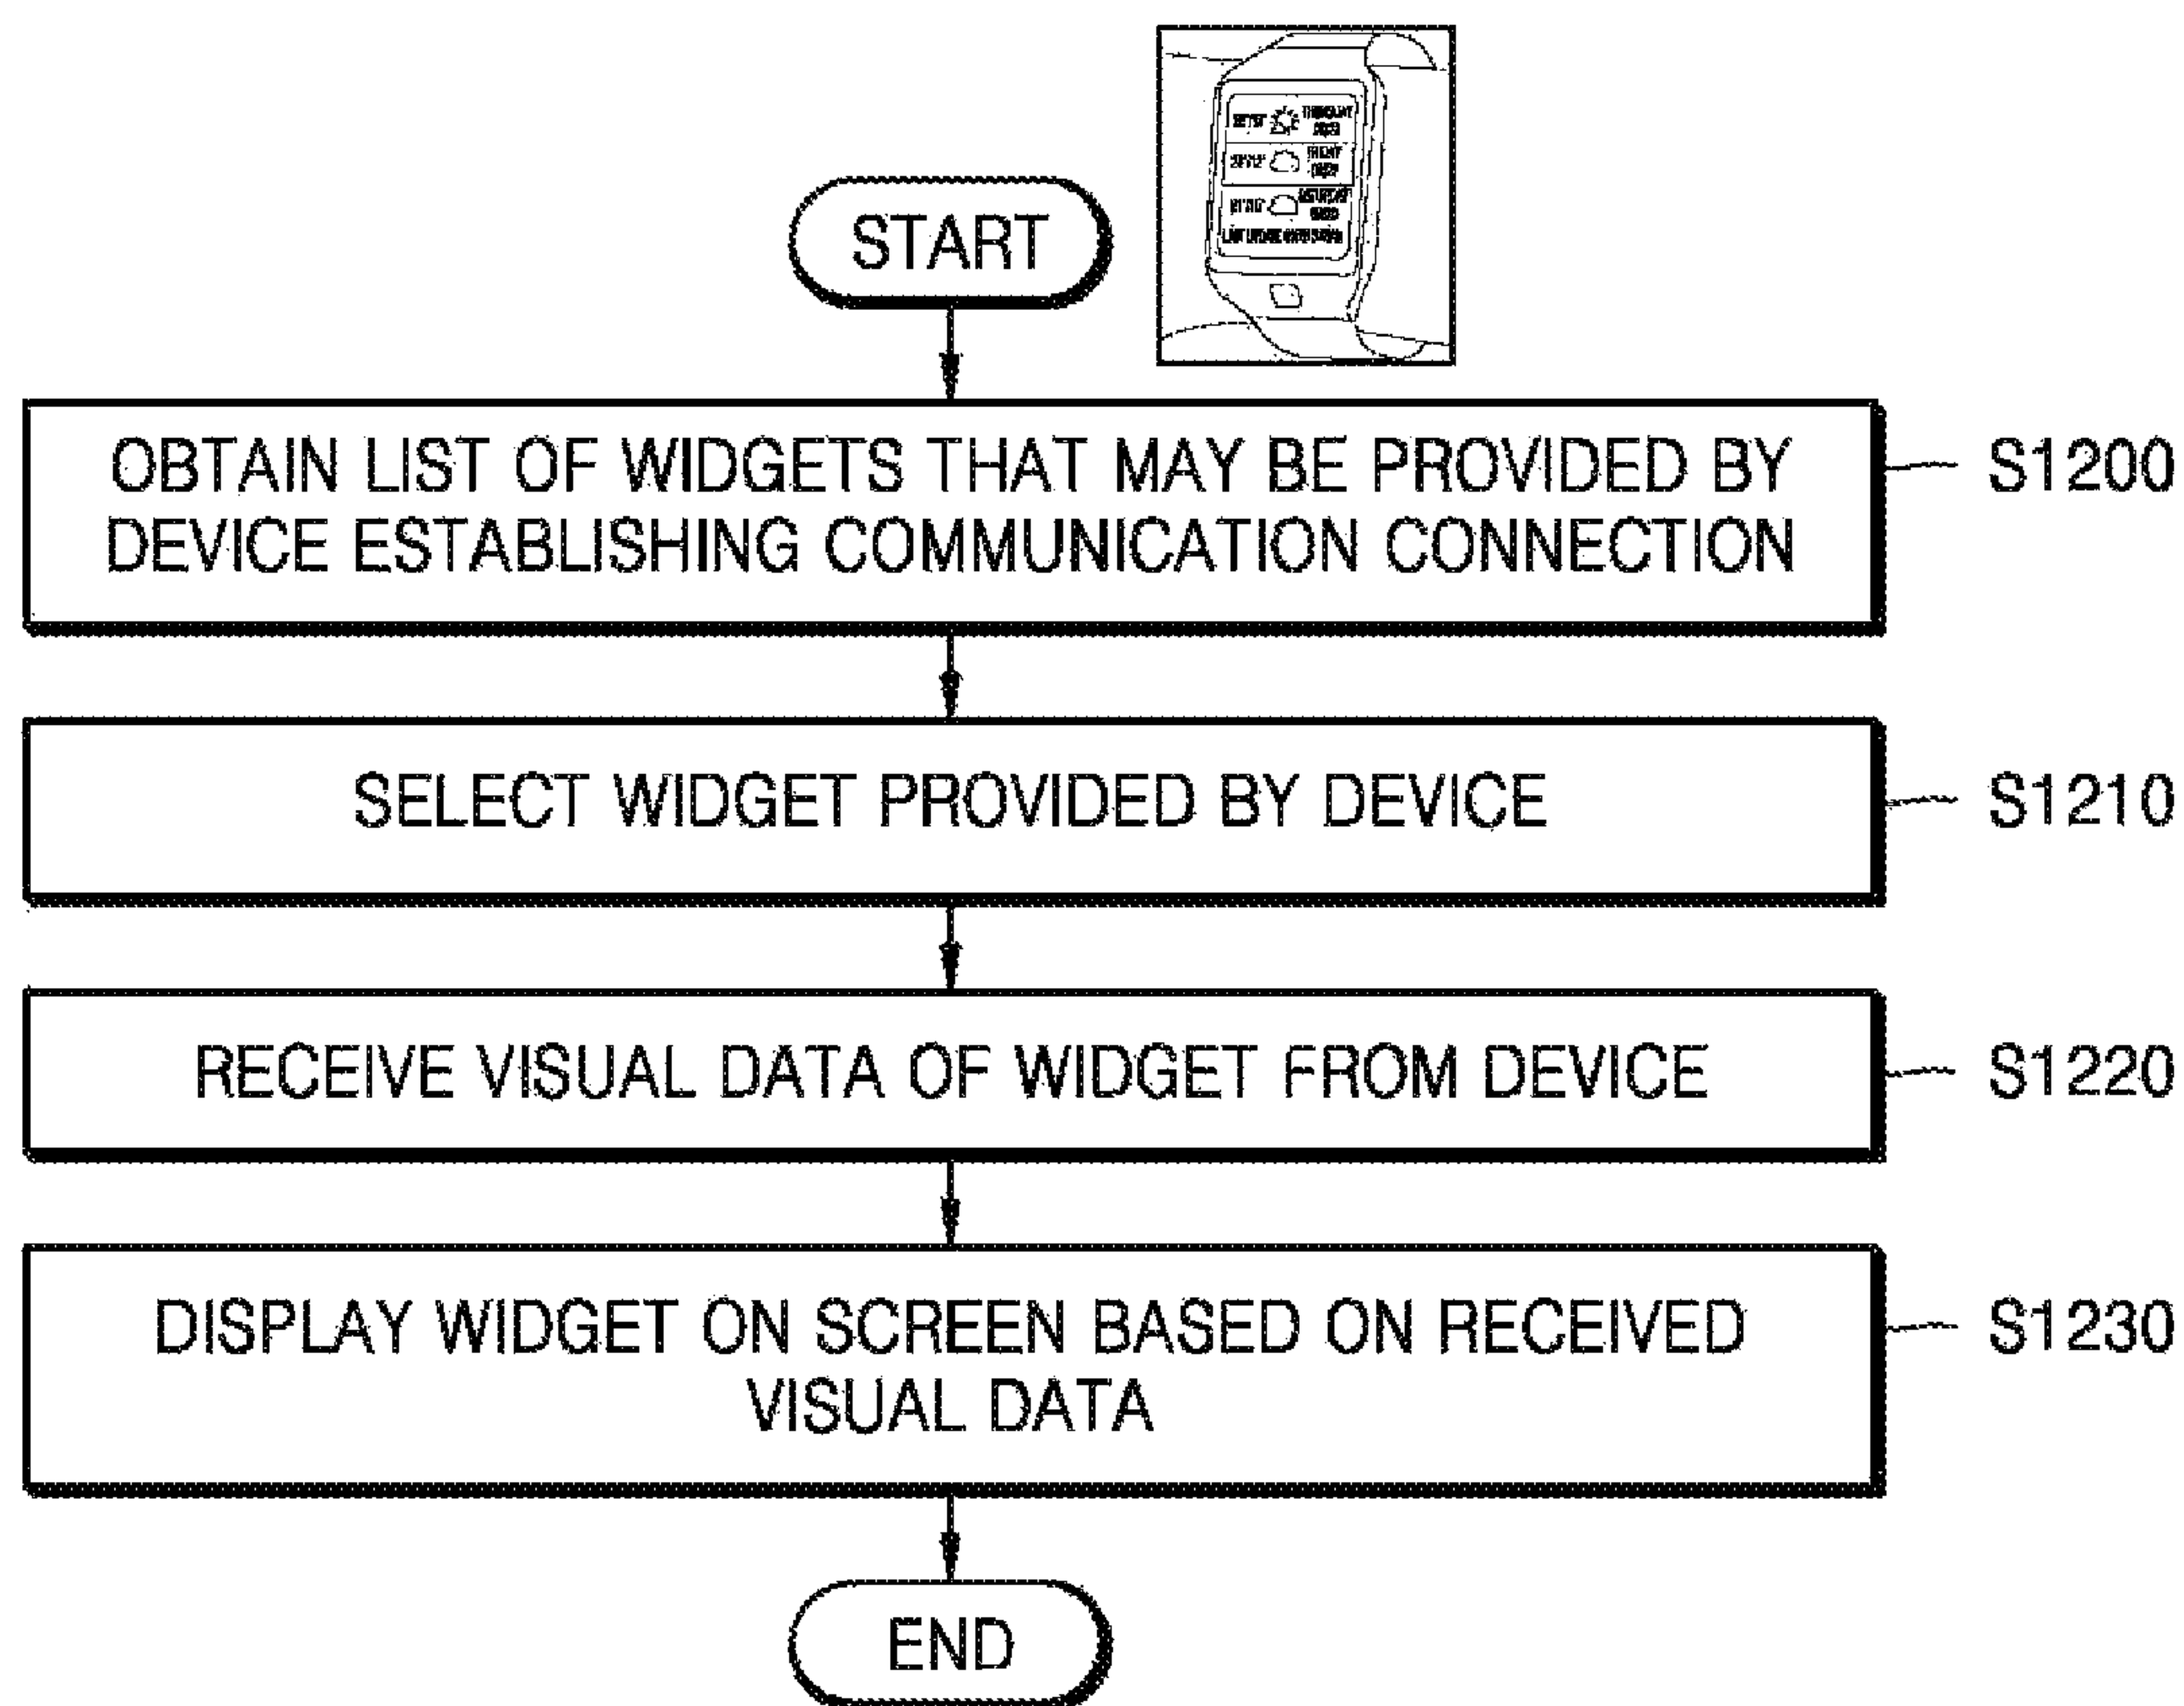 START
OBTAIN LIST OF WIDGETS THAT MAY BE PROVIDED BY
DEVICE ESTABLISHING COMMUNICATION CONNECTION
S1200
SELECT WIDGET PROVIDED BY DEVICE
S1210
RECEIVE VISUAL DATA OF WIDGET FROM DEVICE
S1220
DISPLAY WIDGET ON SCREEN BASED ON RECEIVED
VISUAL DATA
S1230
END